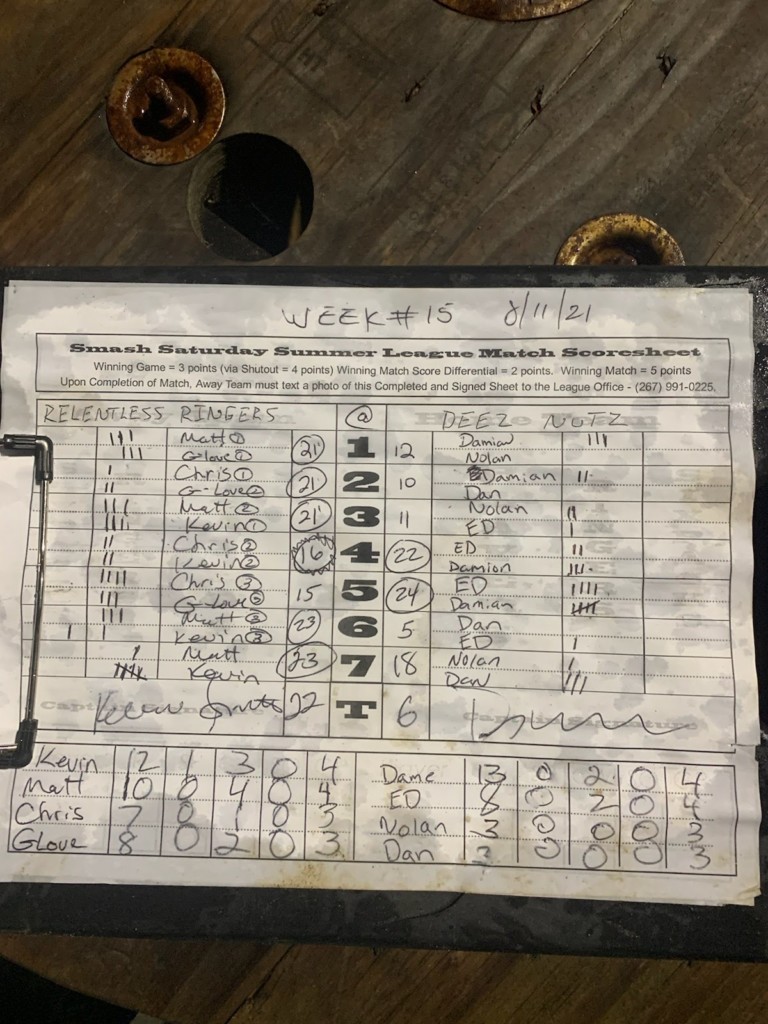 WEEK #15 8/11/21
Smash Saturday Summer League Match Scoresheet
Winning Game = 3 points (via Shutout = 4 points) Winning Match Score Differential = 2 points. Winning Match = 5 points
Upon Completion of Match, Away Team must text a photo of this Completed and Signed Sheet to the League Office - (267) 991-0225.
RELENTLESS RINGERS @ DEEZ NUTZ
Matt ① Damian
Glove ① 21 1 12 Nolan
Chris ① Damian
G-Love ② 21 2 10 Dan
Matt ② Nolan
Kevin ① 21 3 11 ED
Chris ② ED
Kevin ② 16 4 22 Damion
Chris ③ ED
G-Love ③ 15 5 24 Damian
Matt ③ Dan
Kevin ③ 23 6 5 ED
Matt Nolan
Kevin 23 7 18 Dan
22 T 6
Kevin 12 1 3 0 4 Dame 13 0 2 0 4
Matt 10 0 4 0 4 ED 8 0 2 0 4
Chris 7 0 1 0 3 Nolan 3 0 0 0 3
Glove 8 0 2 0 3 Dan 3 0 0 0 3